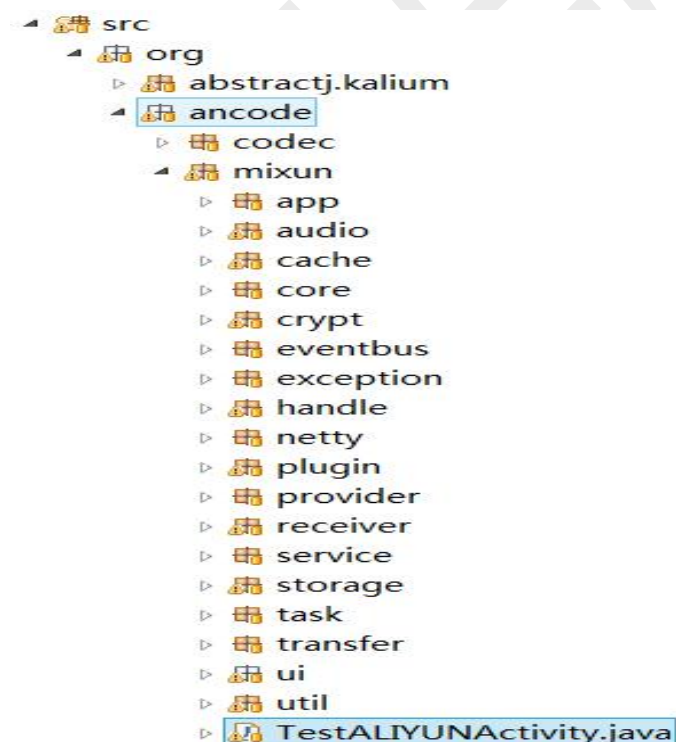 src
org
abstractj.kalium
ancode
codec
mixun
app
audio
cache
core
crypt
eventbus
exception
handle
netty
plugin
provider
receiver
service
storage
task
transfer
ui
util
TestALIYUNActivity.java